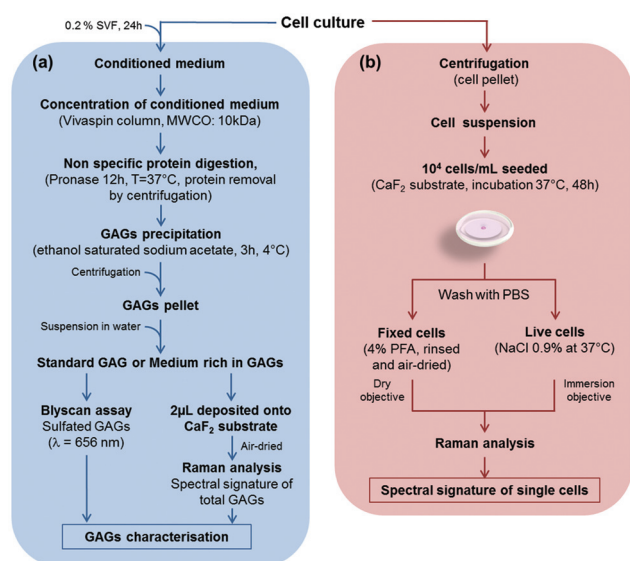 Cell culture
0.2 % SVF, 24h
(a)
Conditioned medium
Concentration of conditioned medium
(Vivaspin column, MWCO: 10kDa)
Non specific protein digestion,
(Pronase 12h, T=37°C, protein removal
by centrifugation)
GAGs precipitation
(ethanol saturated sodium acetate, 3h, 4°C)
Centrifugation
GAGs pellet
Suspension in water
Standard GAG or Medium rich in GAGs
Blyscan assay
Sulfated GAGs
(λ = 656 nm)
2µL deposited onto
CaF₂ substrate
Air-dried
Raman analysis
Spectral signature of
total GAGs
GAGs characterisation
(b)
Centrifugation
(cell pellet)
Cell suspension
10⁴ cells/mL seeded
(CaF₂ substrate, incubation 37°C, 48h)
Wash with PBS
Fixed cells
(4% PFA, rinsed
and air-dried)
Dry
objective
Live cells
(NaCl 0.9% at 37°C)
Immersion
objective
Raman analysis
Spectral signature of single cells